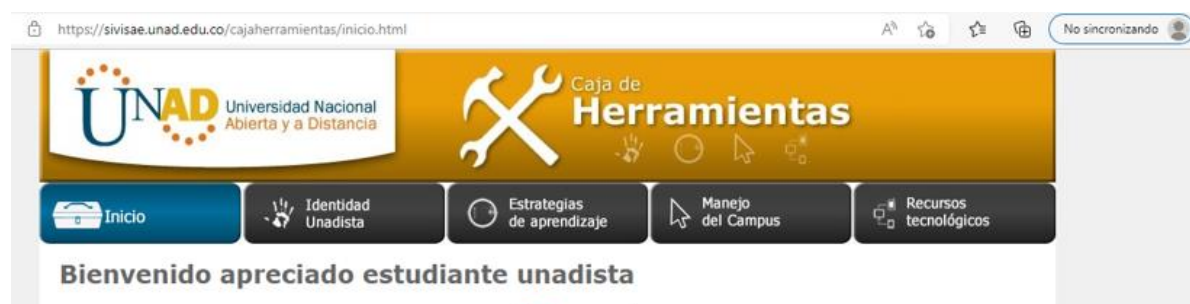 https://sivisae.unad.edu.co/cajaherramientas/inicio.html
No sincronizando
UNAD
Universidad Nacional
Abierta y a Distancia
Caja de
Herramientas
Inicio
Identidad
Unadista
Estrategias
de aprendizaje
Manejo
del Campus
Recursos
tecnológicos
Bienvenido apreciado estudiante unadista